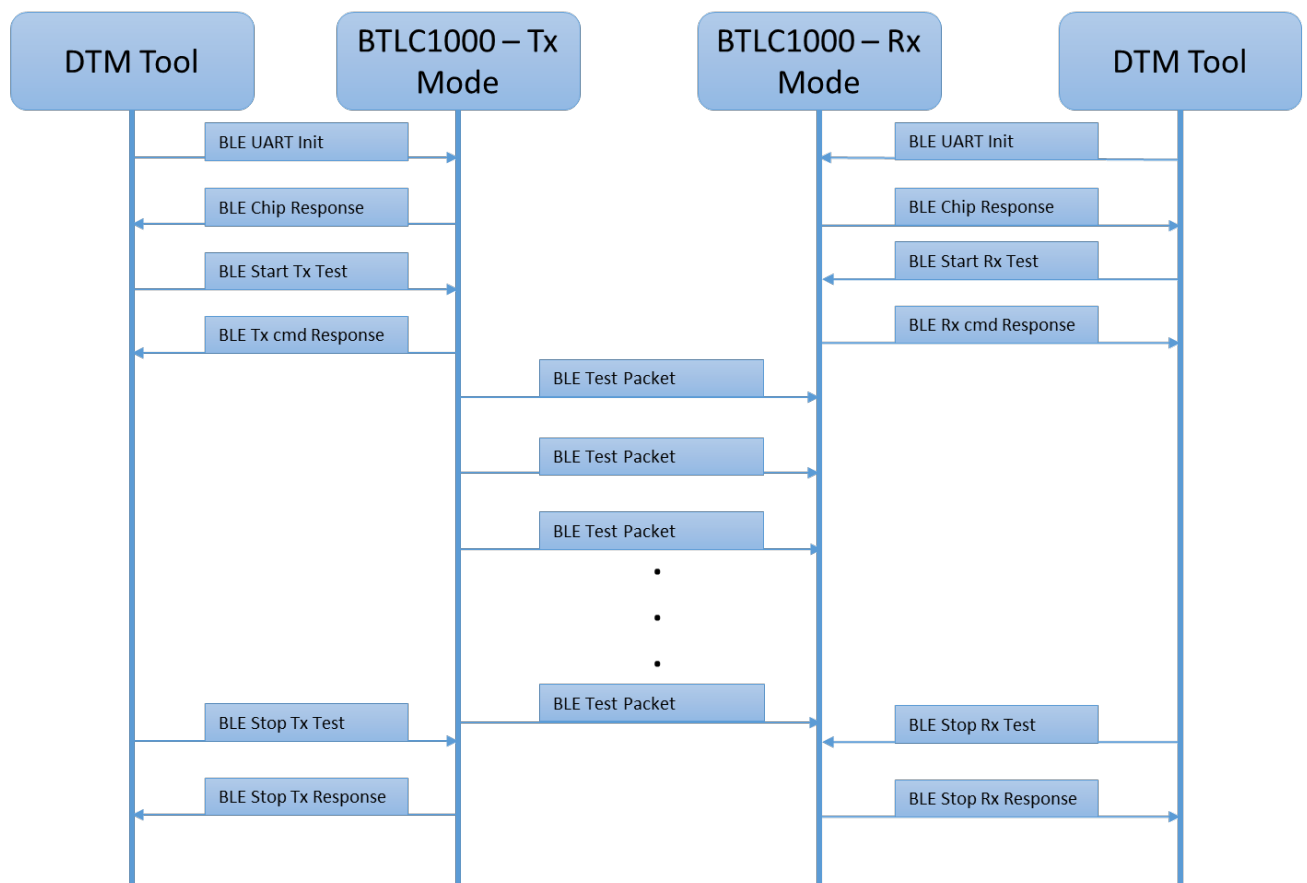 DTM Tool
BTLC1000 – Tx
Mode
BTLC1000 – Rx
Mode
DTM Tool
BLE UART Init
BLE UART Init
BLE Chip Response
BLE Chip Response
BLE Start Tx Test
BLE Start Rx Test
BLE Tx cmd Response
BLE Rx cmd Response
BLE Test Packet
BLE Test Packet
BLE Test Packet
BLE Test Packet
BLE Stop Tx Test
BLE Stop Rx Test
BLE Stop Tx Response
BLE Stop Rx Response